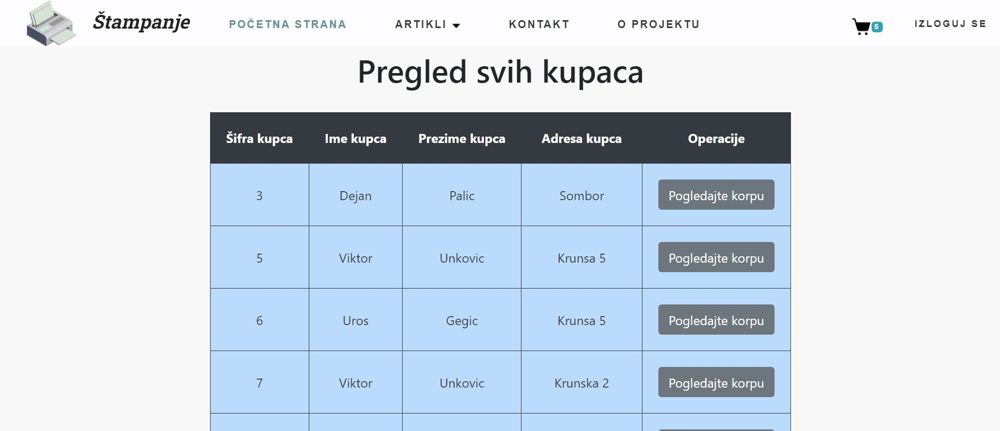 Štampanje POČETNA STRANA ARTIKLI KONTAKT O PROJEKTU 5 IZLOGUJ SE
Pregled svih kupaca
Šifra kupca Ime kupca Prezime kupca Adresa kupca Operacije
3 Dejan Palic Sombor Pogledajte korpu
5 Viktor Unkovic Krunsa 5 Pogledajte korpu
6 Uros Gegic Krunsa 5 Pogledajte korpu
7 Viktor Unkovic Krunska 2 Pogledajte korpu